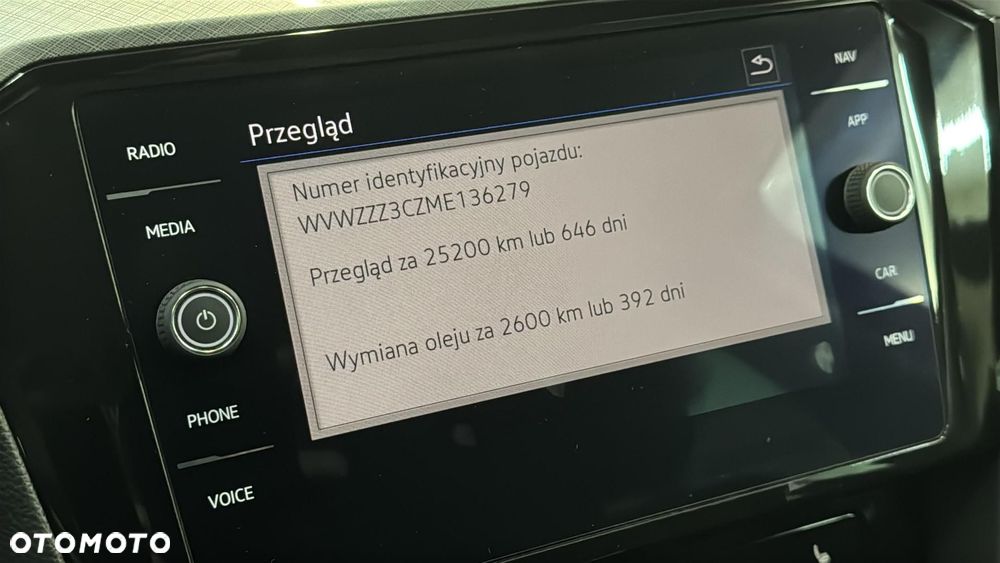 RADIO
MEDIA
PHONE
VOICE
Przegląd
Numer identyfikacyjny pojazdu:
WVWZZZ3CZME136279
Przegląd za 25200 km lub 646 dni
Wymiana oleju za 2600 km lub 392 dni
NAV
APP
CAR
MENU
OTOMOTO